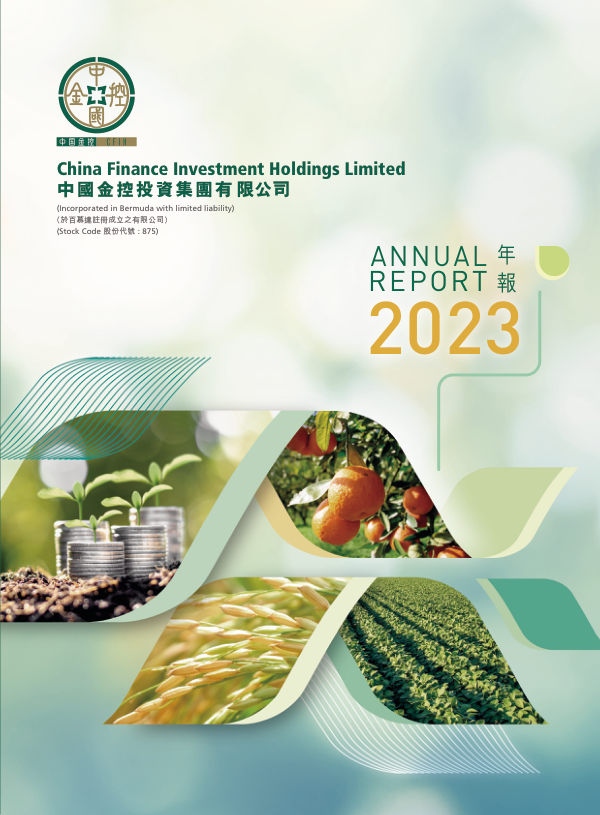 中 金 控 國
中国金控 CFIH
China Finance Investment Holdings Limited
中國金控投資集團有限公司
(Incorporated in Bermuda with limited liability)
(於百慕達註冊成立之有限公司)
(Stock Code 股份代號 : 875)
ANNUAL 年
REPORT 報
2023